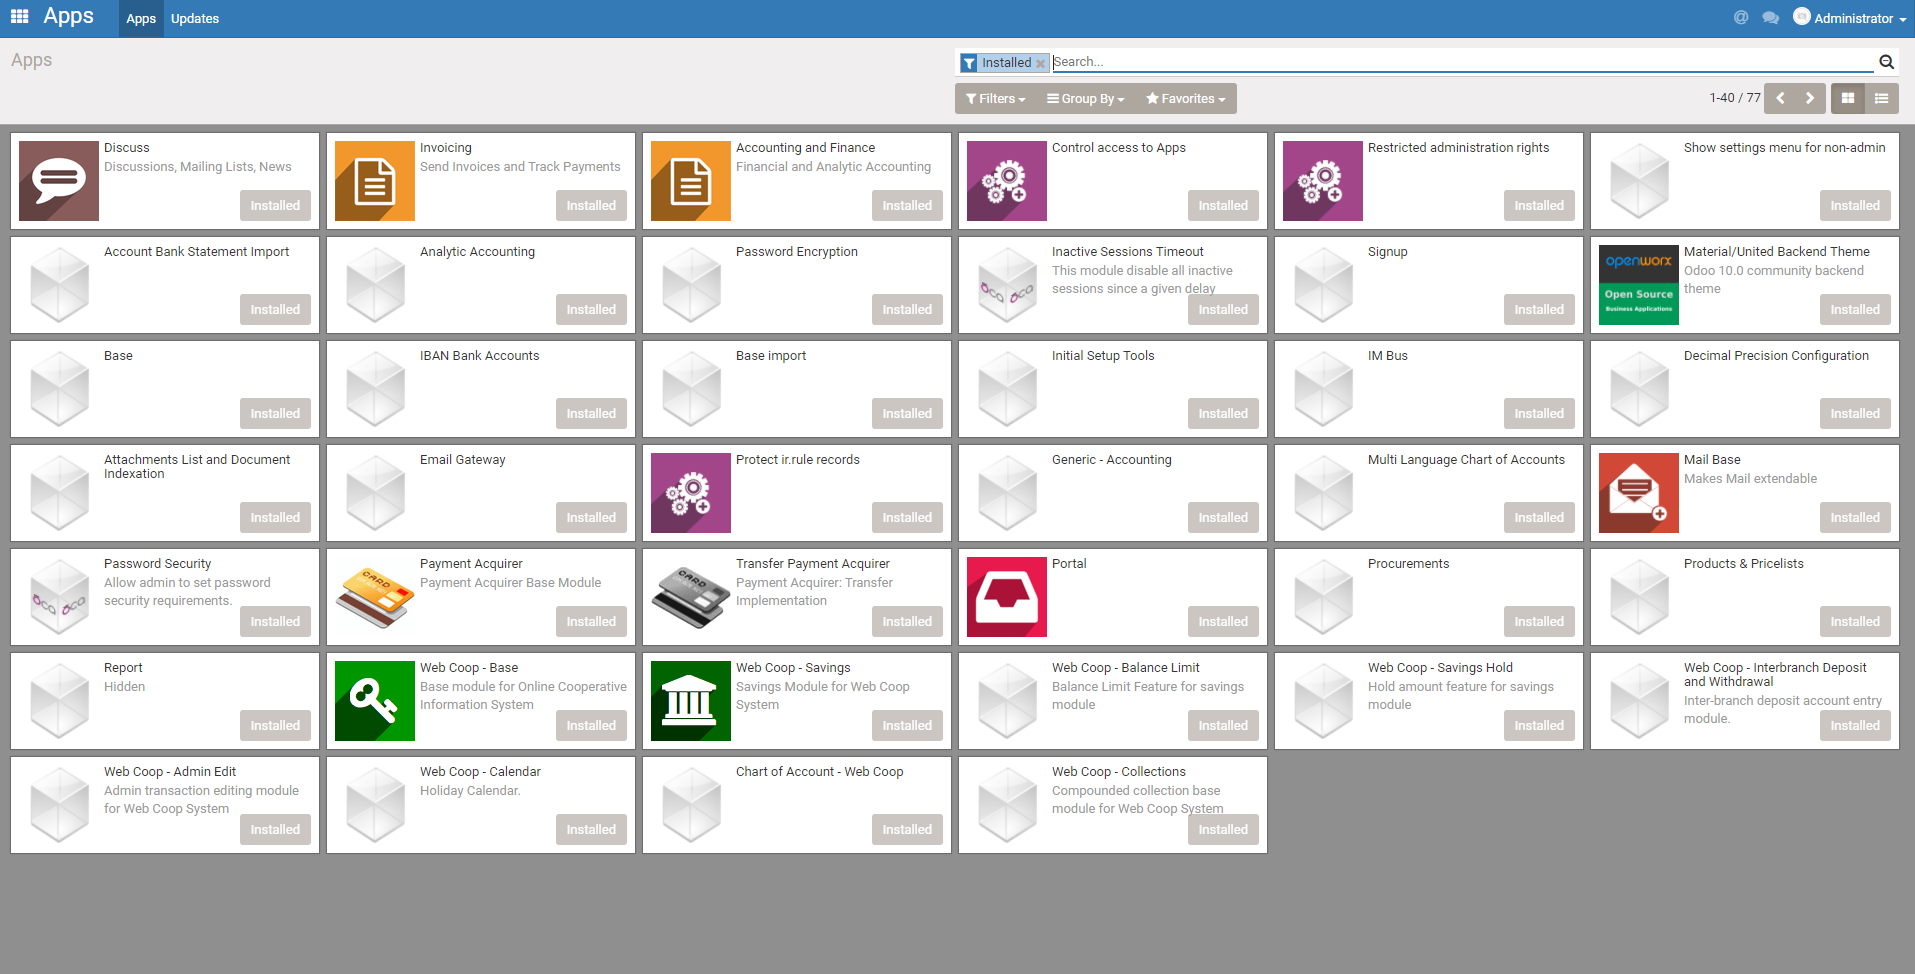 Apps
Apps
Updates
@
Administrator
Apps
Installed
Search...
Filters
Group By
Favorites
1-40 / 77
Discuss
Discussions, Mailing Lists, News
Installed
Invoicing
Send Invoices and Track Payments
Installed
Accounting and Finance
Financial and Analytic Accounting
Installed
Control access to Apps
Installed
Restricted administration rights
Installed
Show settings menu for non-admin
Installed
Account Bank Statement Import
Installed
Analytic Accounting
Installed
Password Encryption
Installed
Inactive Sessions Timeout
This module disable all inactive
sessions since a given delay
oca oca
Installed
Signup
Installed
openworx
Open Source
Business Applications
Material/United Backend Theme
Odoo 10.0 community backend
theme
Installed
Base
Installed
IBAN Bank Accounts
Installed
Base import
Installed
Initial Setup Tools
Installed
IM Bus
Installed
Decimal Precision Configuration
Installed
Attachments List and Document
Indexation
Installed
Email Gateway
Installed
Protect ir.rule records
Installed
Generic - Accounting
Installed
Multi Language Chart of Accounts
Installed
Mail Base
Makes Mail extendable
Installed
Password Security
Allow admin to set password
security requirements.
oca oca
Installed
CARD
Payment Acquirer
Payment Acquirer Base Module
Installed
CARD
Transfer Payment Acquirer
Payment Acquirer: Transfer
Implementation
Installed
Portal
Installed
Procurements
Installed
Products & Pricelists
Installed
Report
Hidden
Installed
Web Coop - Base
Base module for Online Cooperative
Information System
Installed
Web Coop - Savings
Savings Module for Web Coop
System
Installed
Web Coop - Balance Limit
Balance Limit Feature for savings
module
Installed
Web Coop - Savings Hold
Hold amount feature for savings
module
Installed
Web Coop - Interbranch Deposit
and Withdrawal
Inter-branch deposit account entry
module.
Installed
Web Coop - Admin Edit
Admin transaction editing module
for Web Coop System
Installed
Web Coop - Calendar
Holiday Calendar.
Installed
Chart of Account - Web Coop
Installed
Web Coop - Collections
Compounded collection base
module for Web Coop System
Installed